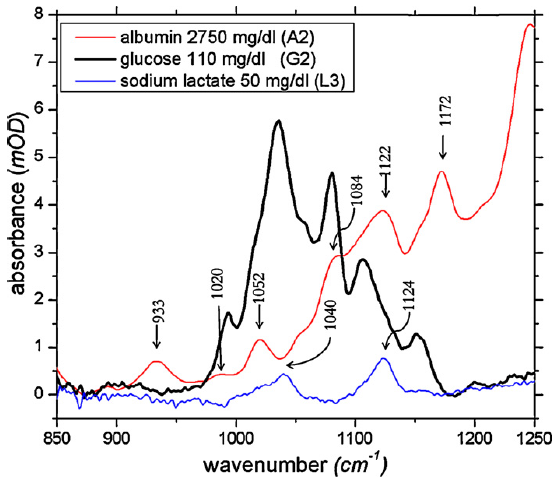 albumin 2750 mg/dl (A2)
glucose 110 mg/dl (G2)
sodium lactate 50 mg/dl (L3)
absorbance (mOD)
8
7
6
5
4
3
2
1
0
933
1020
1052
1040
1084
1122
1124
1172
850 900 950 1000 1050 1100 1150 1200 1250
wavenumber (cm⁻¹)